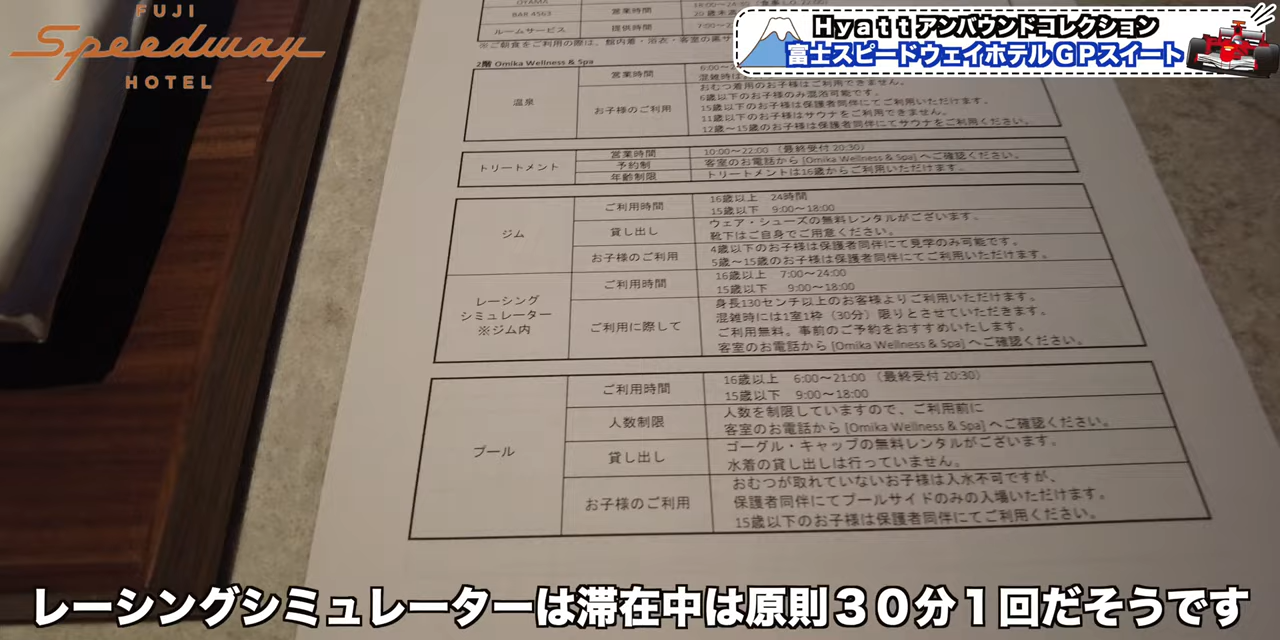 FUJI
Speedway
HOTEL
Hyattアンバウンドコレクション
富士スピードウェイホテルGPスイート
BAR 4563
営業時間
ルームサービス
提供時間
2階 Omika Wellness & Spa
温泉
営業時間
お子様のご利用
おむつ着用のお子様はご利用できません。
6歳以下のお子様のみ混浴可能です。
15歳以下のお子様は保護者同伴にてご利用いただけます。
11歳以下のお子様はサウナをご利用できません。
12歳~15歳のお子様は保護者同伴にてサウナをご利用ください。
トリートメント
営業時間
10:00~22:00 (最終受付 20:30)
予約制
客室のお電話から [Omika Wellness & Spa] へご確認ください。
年齢制限
トリートメントは16歳からご利用いただけます。
ジム
ご利用時間
16歳以上 24時間
15歳以下 9:00~18:00
貸し出し
ウェア・シューズの無料レンタルがございます。
靴下はご自身でご用意ください。
お子様のご利用
4歳以下のお子様は保護者同伴にて見学のみ可能です。
5歳~15歳のお子様は保護者同伴にてご利用いただけます。
レーシング
シミュレーター
※ジム内
ご利用時間
16歳以上 7:00~24:00
15歳以下 9:00~18:00
ご利用に際して
身長130センチ以上のお客様よりご利用いただけます。
混雑時には1室1枠(30分)限りとさせていただきます。
ご利用無料。事前のご予約をおすすめいたします。
客室のお電話から [Omika Wellness & Spa] へご確認ください。
プール
ご利用時間
16歳以上 6:00~21:00 (最終受付 20:30)
15歳以下 9:00~18:00
人数制限
人数を制限していますので、ご利用前に
客室のお電話から [Omika Wellness & Spa] へご確認ください。
貸し出し
ゴーグル・キャップの無料レンタルがございます。
水着の貸し出しは行っていません。
お子様のご利用
おむつが取れていないお子様は入水不可ですが、
保護者同伴にてプールサイドのみの入場いただけます。
15歳以下のお子様は保護者同伴にてご利用ください。
レーシングシミュレーターは滞在中は原則30分1回だそうです